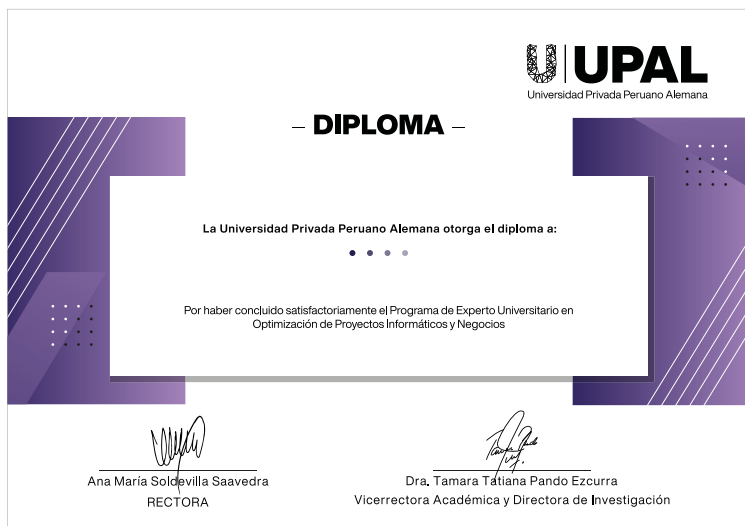 UPAL
Universidad Privada Peruano Alemana
– DIPLOMA –
La Universidad Privada Peruano Alemana otorga el diploma a:
Por haber concluido satisfactoriamente el Programa de Experto Universitario en
Optimización de Proyectos Informáticos y Negocios
Ana María Soldevilla Saavedra
RECTORA
Dra. Tamara Tatiana Pando Ezcurra
Vicerrectora Académica y Directora de Investigación